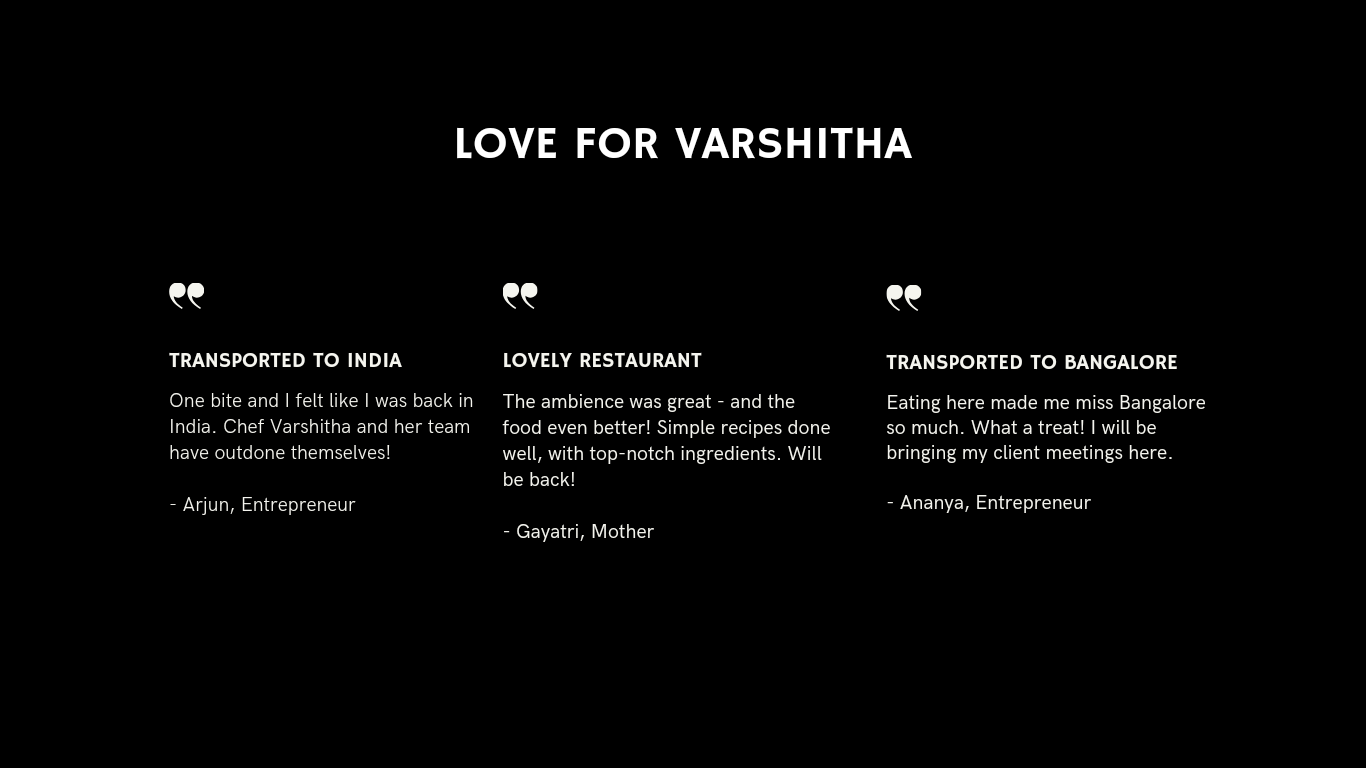 LOVE FOR VARSHITHA
TRANSPORTED TO INDIA
One bite and I felt like I was back in
India. Chef Varshitha and her team
have outdone themselves!
- Arjun, Entrepreneur
LOVELY RESTAURANT
The ambience was great - and the
food even better! Simple recipes done
well, with top-notch ingredients. Will
be back!
- Gayatri, Mother
TRANSPORTED TO BANGALORE
Eating here made me miss Bangalore
so much. What a treat! I will be
bringing my client meetings here.
- Ananya, Entrepreneur